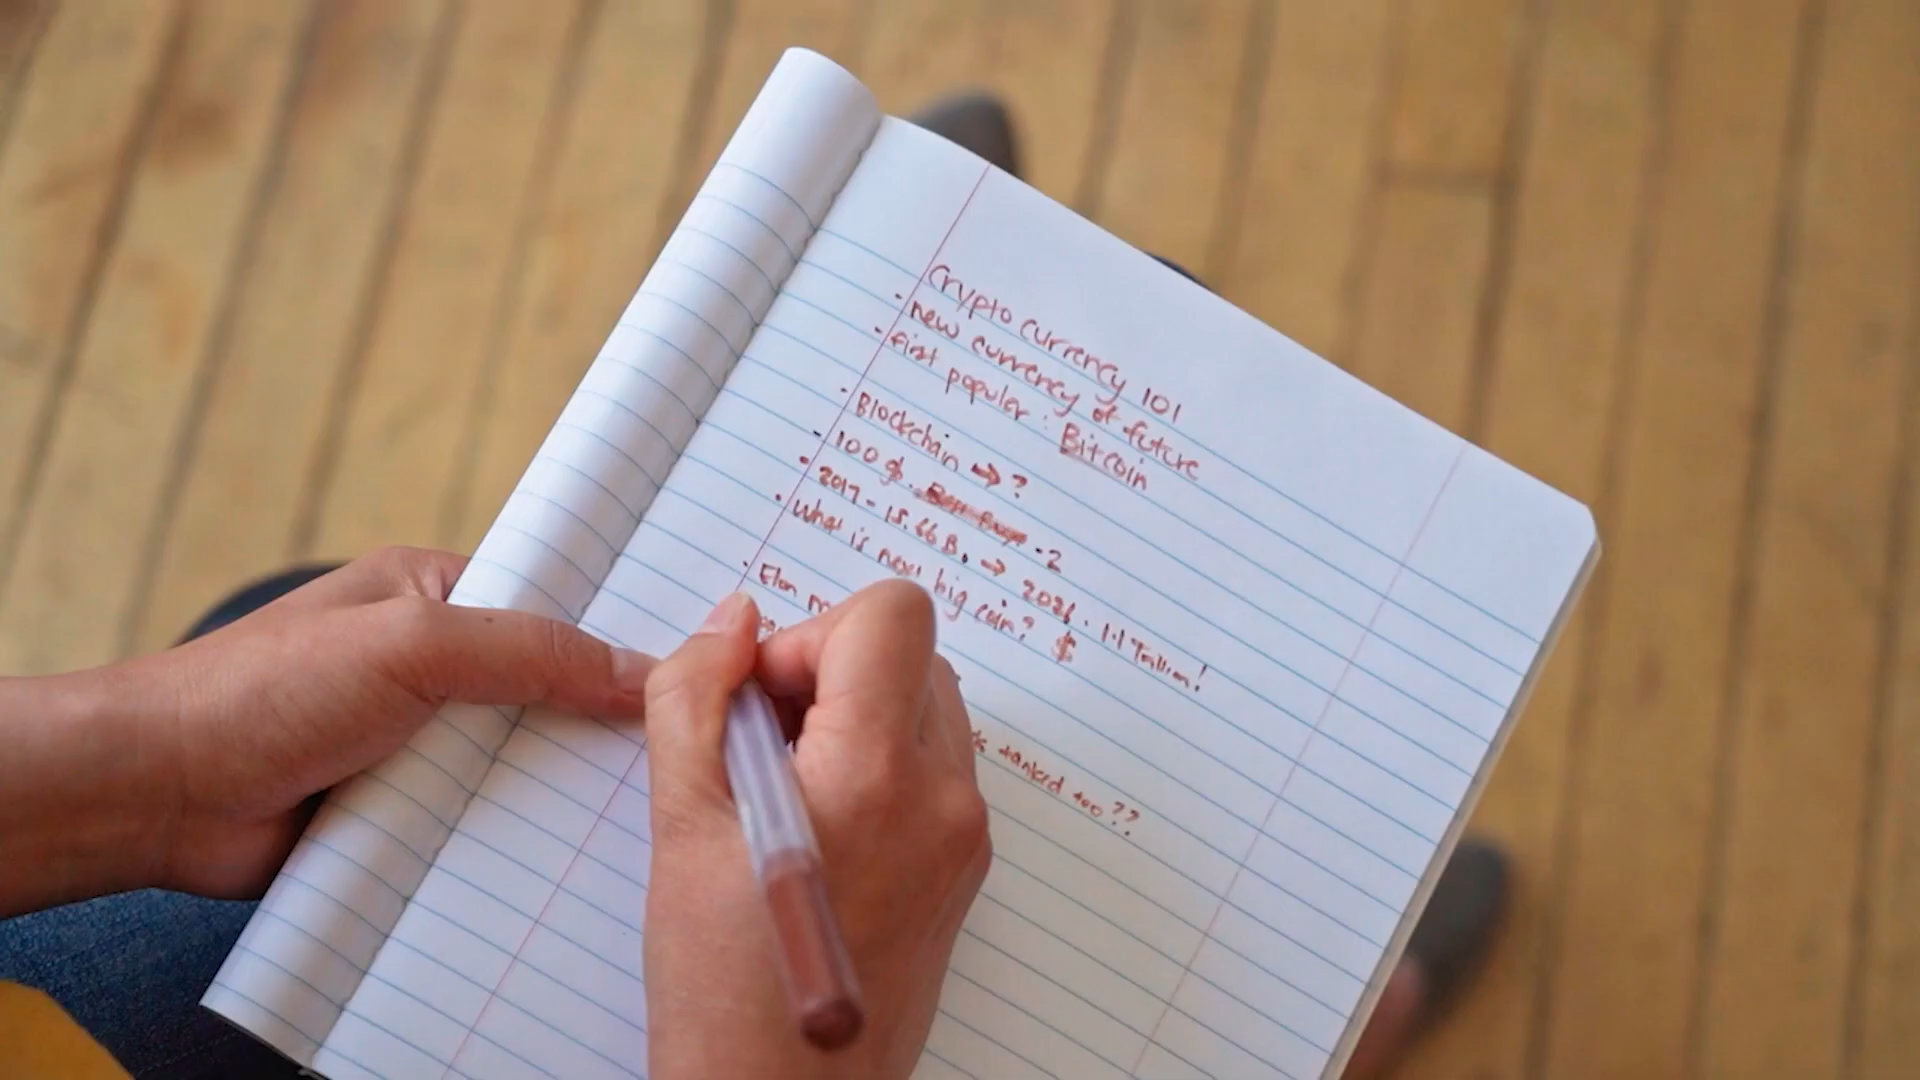 Crypto currency 101
· new currency of future
· first popular : Bitcoin
· Blockchain → ?
- 100 $. · 2
· 2017 - 15.66 B. → 2021. 1.1 Trillion!
· What is next big coin? $
· Elon
tanked too ??